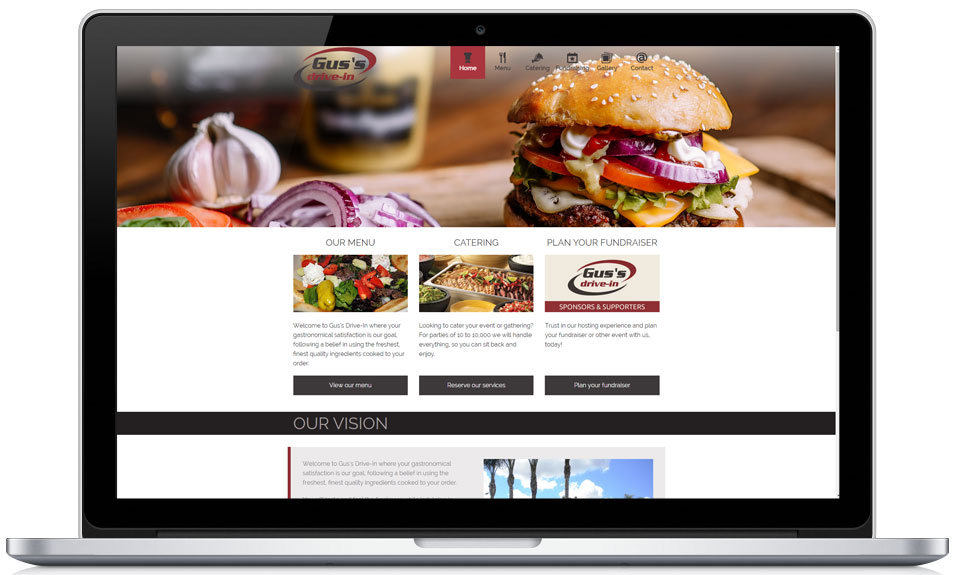 Gus's
drive-in
Home
Menu
Catering
Fundraising
Gallery
Contact
OUR MENU
CATERING
PLAN YOUR FUNDRAISER
Gus's
drive-in
SPONSORS & SUPPORTERS
Welcome to Gus's Drive-In where your
gastronomical satisfaction is our goal,
following a belief in using the freshest,
finest quality ingredients cooked to your
order.
Looking to cater your event or gathering?
For parties of 10 to 10,000 we will handle
everything, so you can sit back and
enjoy.
Trust in our hosting experience and plan
your fundraiser or other event with us,
today!
View our menu
Reserve our services
Plan your fundraiser
OUR VISION
Welcome to Gus's Drive-In where your gastronomical
satisfaction is our goal, following a belief in using the
freshest, finest quality ingredients cooked to your order.